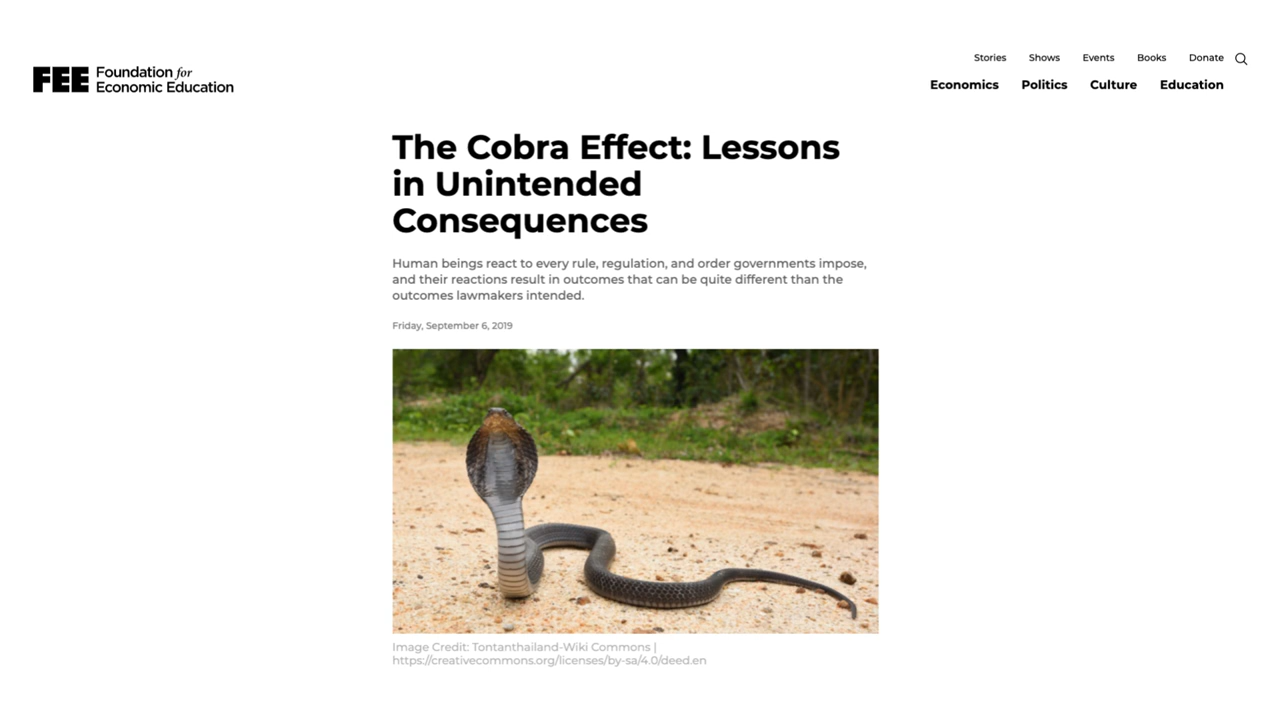 FEE Foundation for
Economic Education
Stories Shows Events Books Donate
Economics Politics Culture Education
The Cobra Effect: Lessons
in Unintended
Consequences
Human beings react to every rule, regulation, and order governments impose,
and their reactions result in outcomes that can be quite different than the
outcomes lawmakers intended.
Friday, September 6, 2019
Image Credit: Tontanthailand-Wiki Commons |
https://creativecommons.org/licenses/by-sa/4.0/deed.en